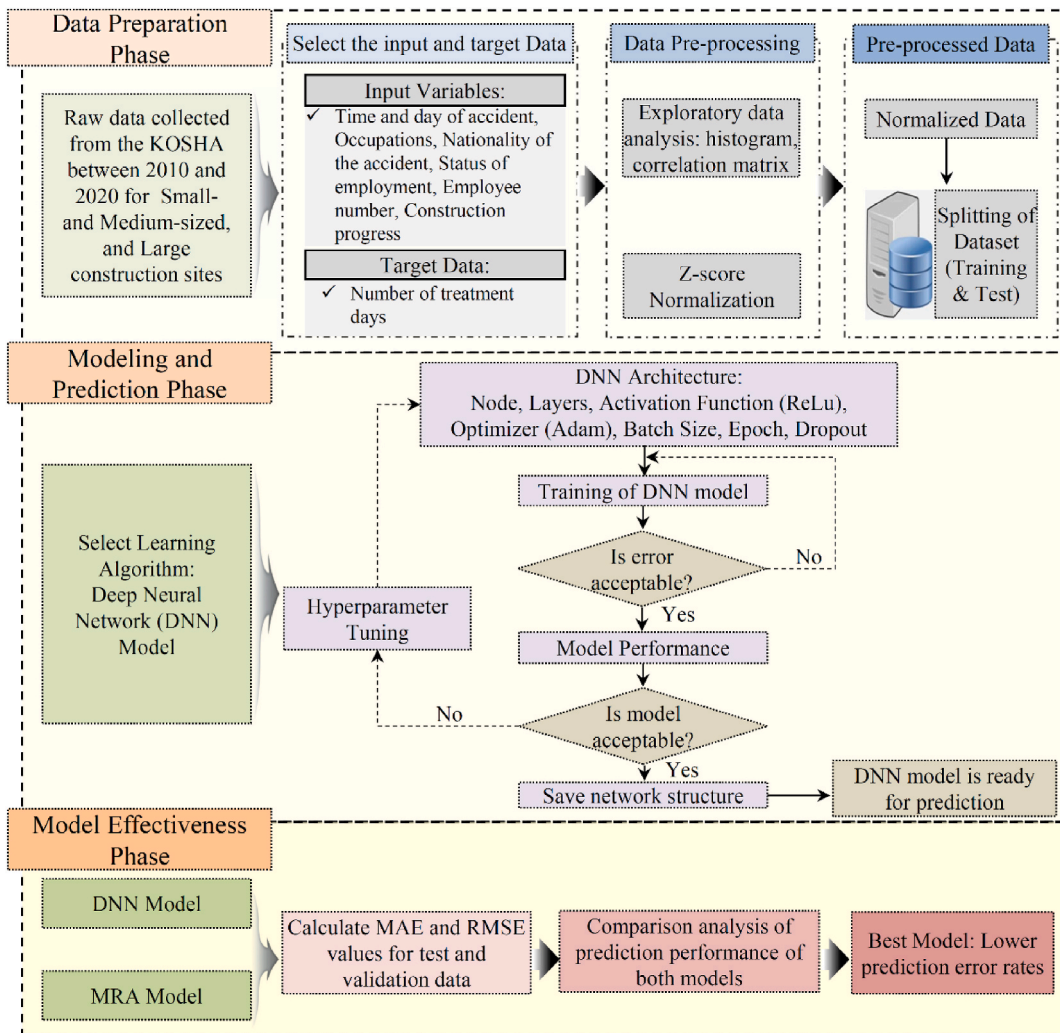 Data Preparation
Phase
Raw data collected
from the KOSHA
between 2010 and
2020 for Small-
and Medium-sized,
and Large
construction sites
Select the input and target Data
Input Variables:
✓ Time and day of accident,
Occupations, Nationality of
the accident, Status of
employment, Employee
number, Construction
progress
Target Data:
✓ Number of treatment
days
Data Pre-processing
Exploratory data
analysis: histogram,
correlation matrix
Z-score
Normalization
Pre-processed Data
Normalized Data
Splitting of
Dataset
(Training
& Test)
Modeling and
Prediction Phase
Select Learning
Algorithm:
Deep Neural
Network (DNN)
Model
Hyperparameter
Tuning
DNN Architecture:
Node, Layers, Activation Function (ReLu),
Optimizer (Adam), Batch Size, Epoch, Dropout
Training of DNN model
Is error
acceptable?
No
Yes
Model Performance
Is model
acceptable?
No
Yes
Save network structure
DNN model is ready
for prediction
Model Effectiveness
Phase
DNN Model
MRA Model
Calculate MAE and RMSE
values for test and
validation data
Comparison analysis of
prediction performance of
both models
Best Model: Lower
prediction error rates